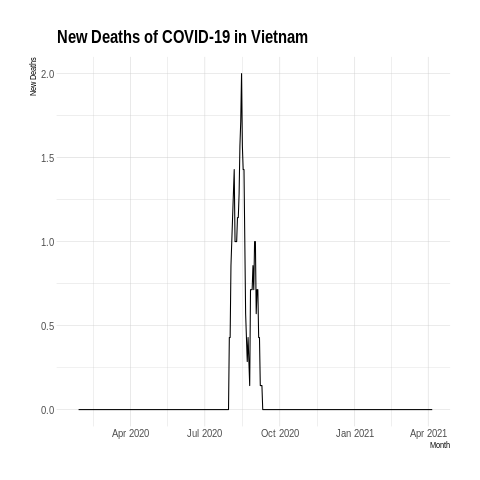 New Deaths of COVID-19 in Vietnam
New Deaths
2.0
1.5
1.0
0.5
0.0
Apr 2020 Jul 2020 Oct 2020 Jan 2021 Apr 2021
Month